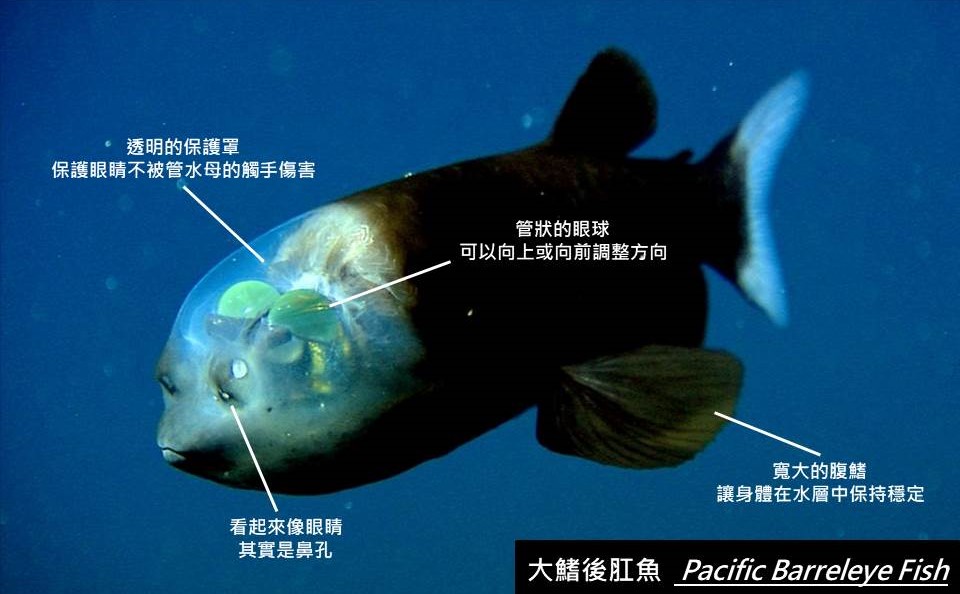 透明的保護罩
保護眼睛不被管水母的觸手傷害
管狀的眼球
可以向上或向前調整方向
寬大的腹鰭
讓身體在水層中保持穩定
看起來像眼睛
其實是鼻孔
大鰭後肛魚 Pacific Barreleye Fish